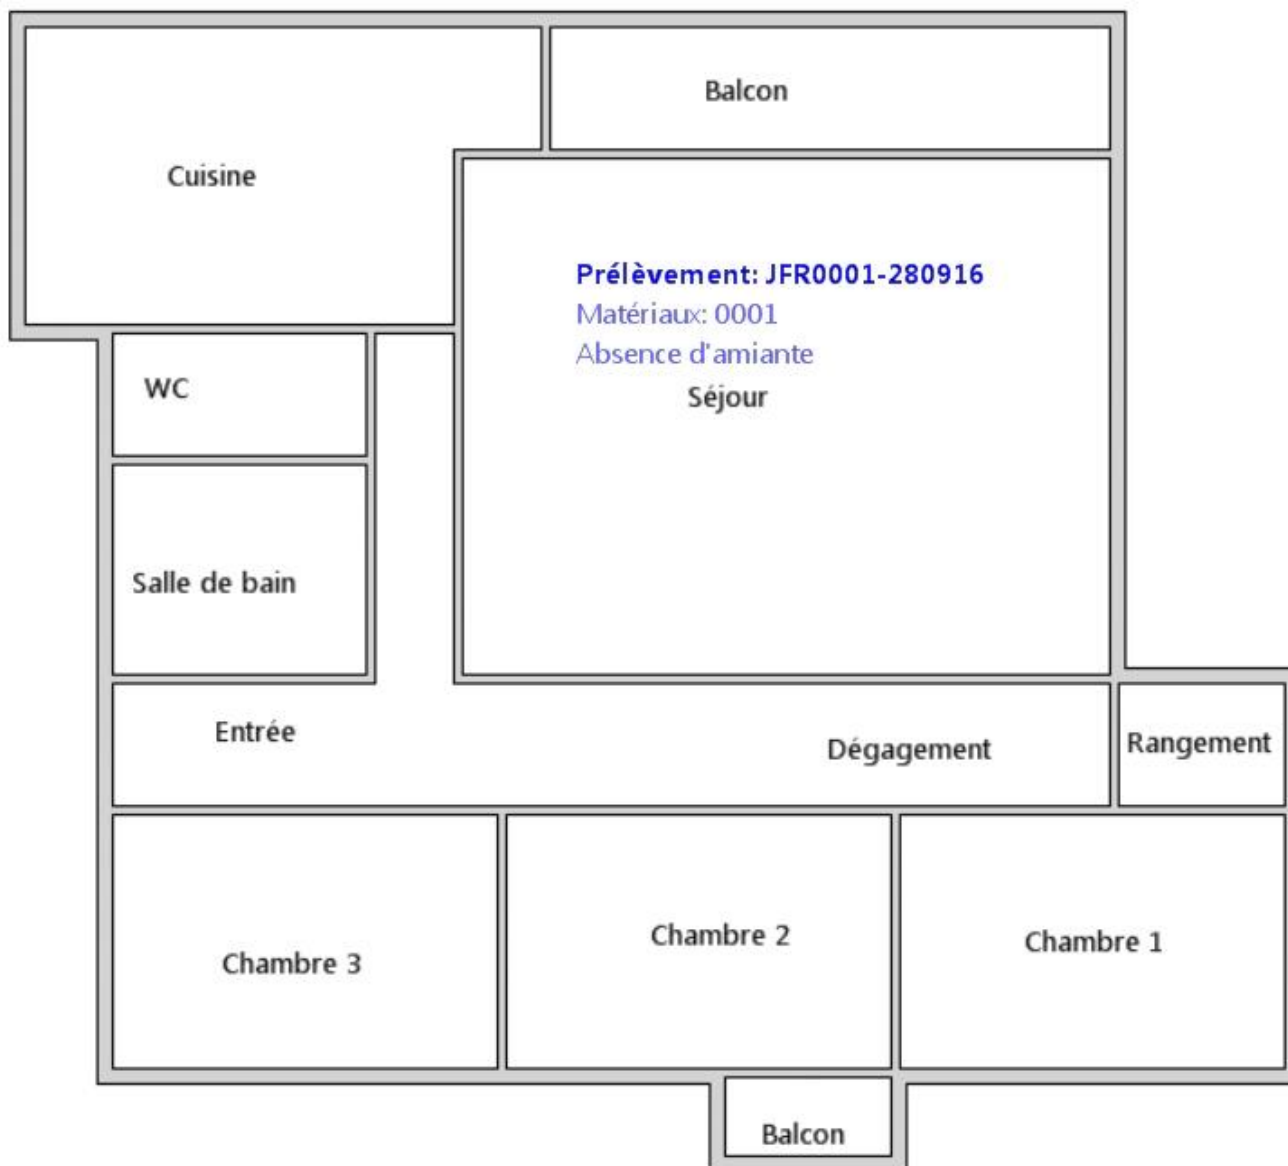 Balcon
Cuisine
Prélèvement: JFR0001-280916
Matériaux: 0001
Absence d'amiante
Séjour
WC
Salle de bain
Entrée
Dégagement
Rangement
Chambre 3
Chambre 2
Chambre 1
Balcon